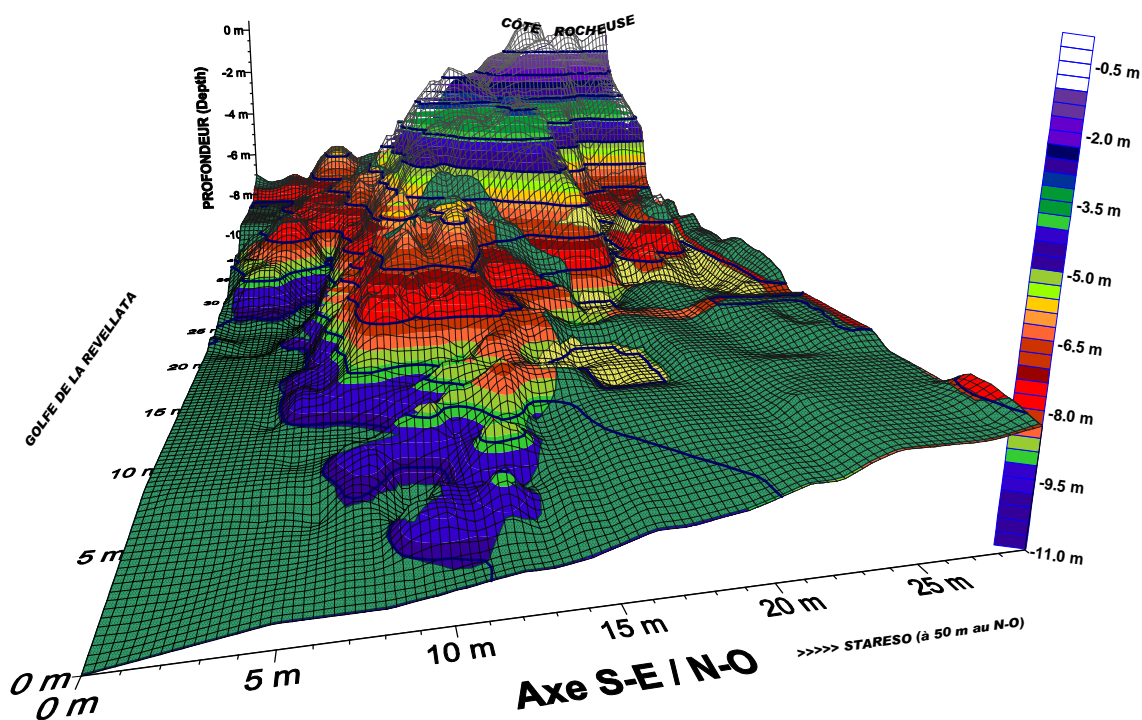 CÔTE ROCHEUSE
0 m
-2 m
-4 m
-6 m
-8 m
-10
PROFONDEUR (Depth)
GOLFE DE LA REVELLATA
30
25
20
15 m
10 m
5 m
0 m
0 m
5 m
10 m
15 m
20 m
25 m
Axe S-E / N-O
>>>>> STARESO (à 50 m au N-O)
-0.5 m
-2.0 m
-3.5 m
-5.0 m
-6.5 m
-8.0 m
-9.5 m
-11.0 m